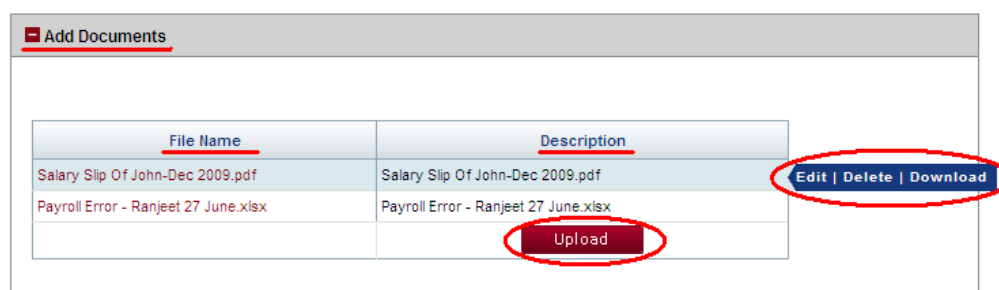 Add Documents
File Name Description
Salary Slip Of John-Dec 2009.pdf Salary Slip Of John-Dec 2009.pdf Edit | Delete | Download
Payroll Error - Ranjeet 27 June.xlsx Payroll Error - Ranjeet 27 June.xlsx
Upload